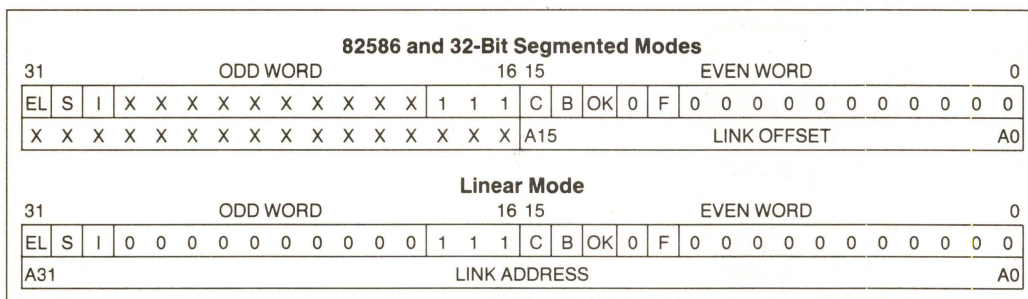 82586 and 32-Bit Segmented Modes
31 ODD WORD 16 15 EVEN WORD 0
EL S I X X X X X X X X X X 1 1 1 C B OK 0 F 0 0 0 0 0 0 0 0 0 0 0
X X X X X X X X X X X X X X X X A15 LINK OFFSET A0
Linear Mode
31 ODD WORD 16 15 EVEN WORD 0
EL S I 0 0 0 0 0 0 0 0 0 0 1 1 1 C B OK 0 F 0 0 0 0 0 0 0 0 0 0 0
A31 LINK ADDRESS A0